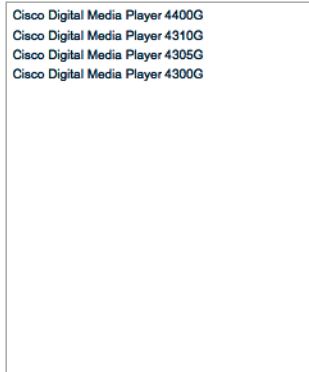 Cisco Digital Media Player 4400G
Cisco Digital Media Player 4310G
Cisco Digital Media Player 4305G
Cisco Digital Media Player 4300G